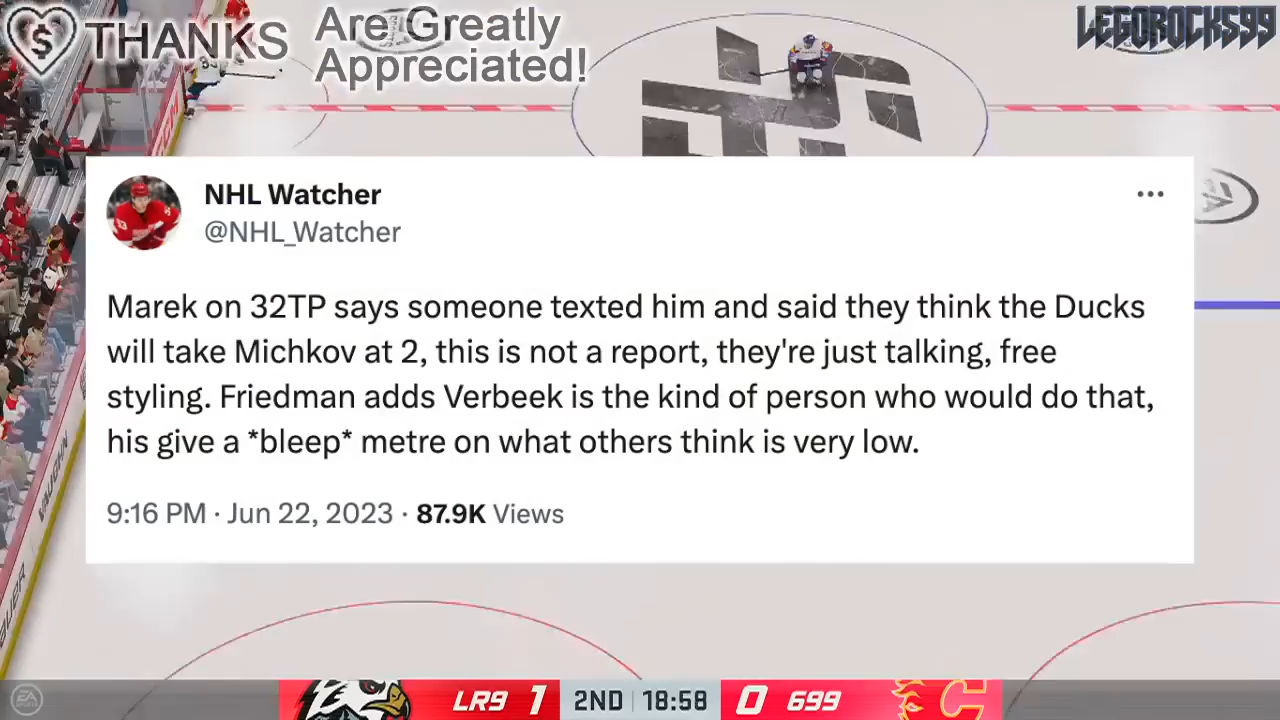 THANKS Are Greatly
Appreciated!
LEGOROCKS99
NHL Watcher
@NHL_Watcher
Marek on 32TP says someone texted him and said they think the Ducks
will take Michkov at 2, this is not a report, they're just talking, free
styling. Friedman adds Verbeek is the kind of person who would do that,
his give a *bleep* metre on what others think is very low.
9:16 PM · Jun 22, 2023 · 87.9K Views
VAUGHN
BAUER
EA
LR9 1 2ND 18:58 0 699